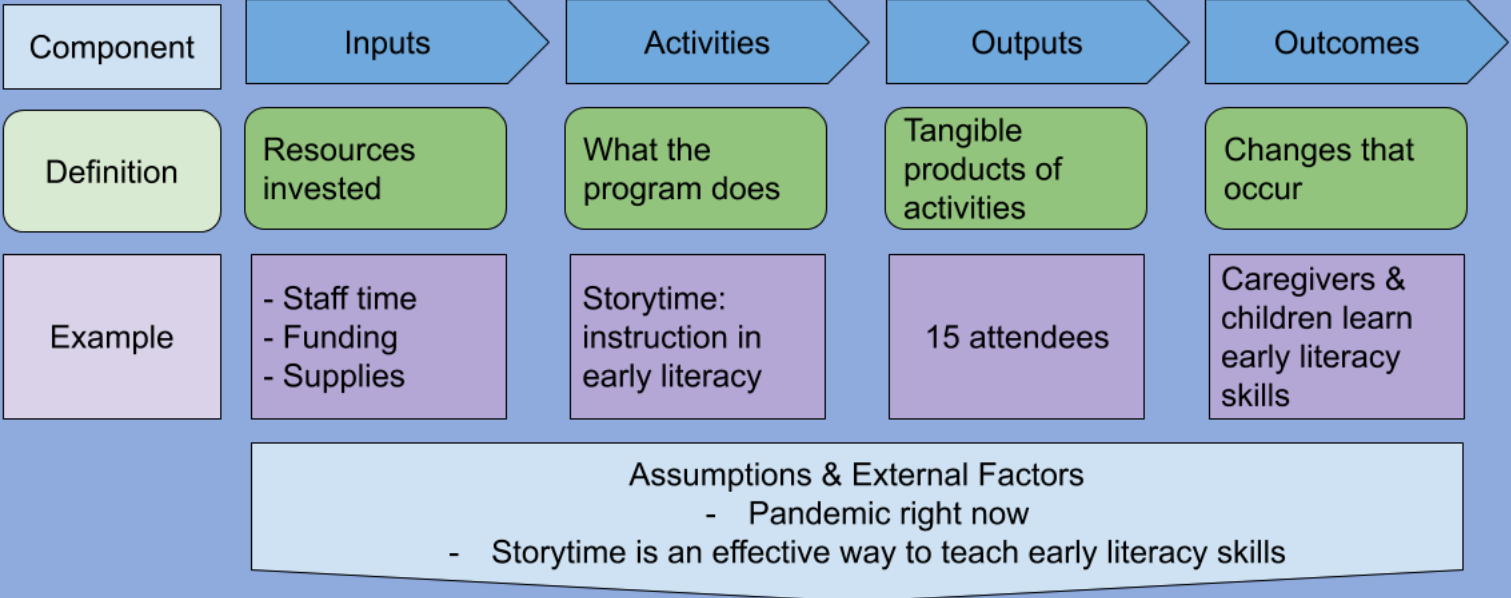 Component
Inputs
Activities
Outputs
Outcomes
Definition
Resources
invested
What the
program does
Tangible
products of
activities
Changes that
occur
Example
- Staff time
- Funding
- Supplies
Storytime:
instruction in
early literacy
15 attendees
Caregivers &
children learn
early literacy
skills
Assumptions & External Factors
- Pandemic right now
- Storytime is an effective way to teach early literacy skills